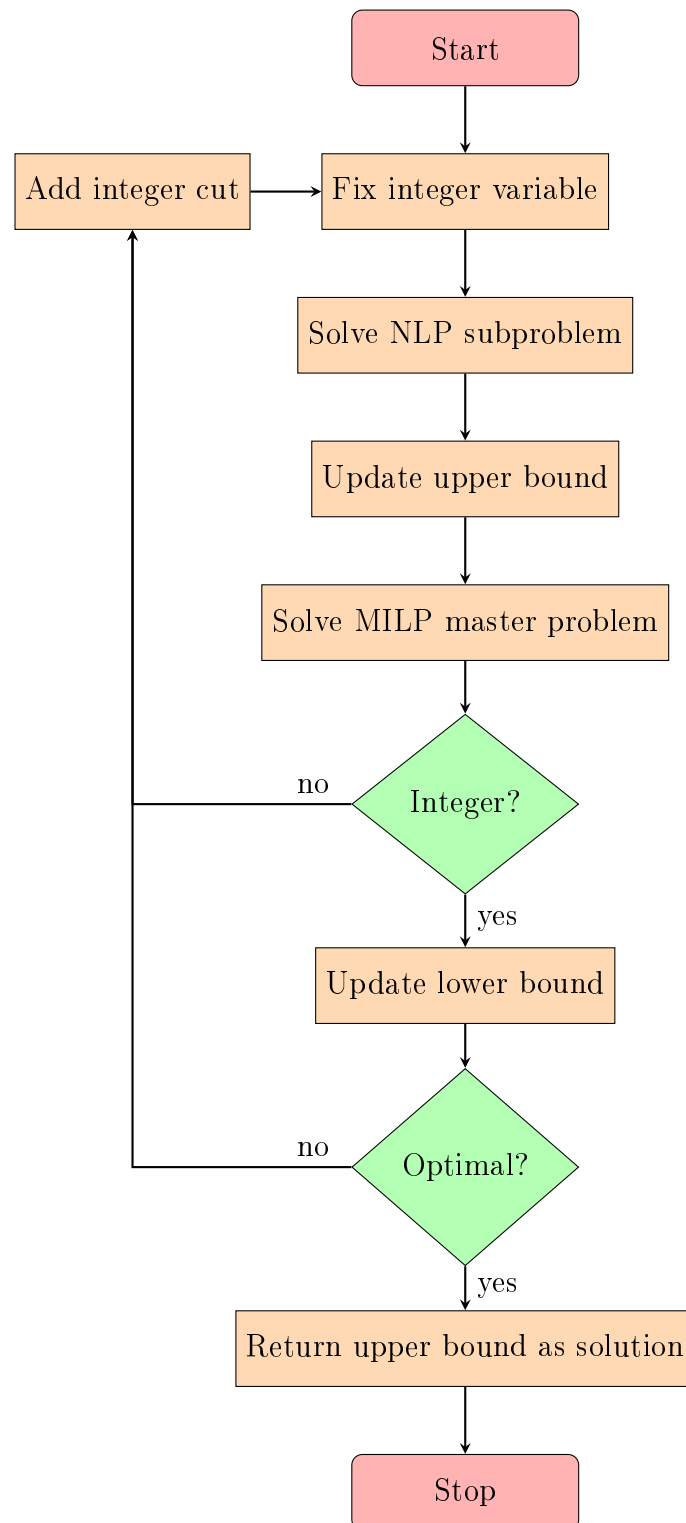 Start
Add integer cut
Fix integer variable
Solve NLP subproblem
Update upper bound
Solve MILP master problem
Integer?
no
yes
Update lower bound
Optimal?
no
yes
Return upper bound as solution
Stop